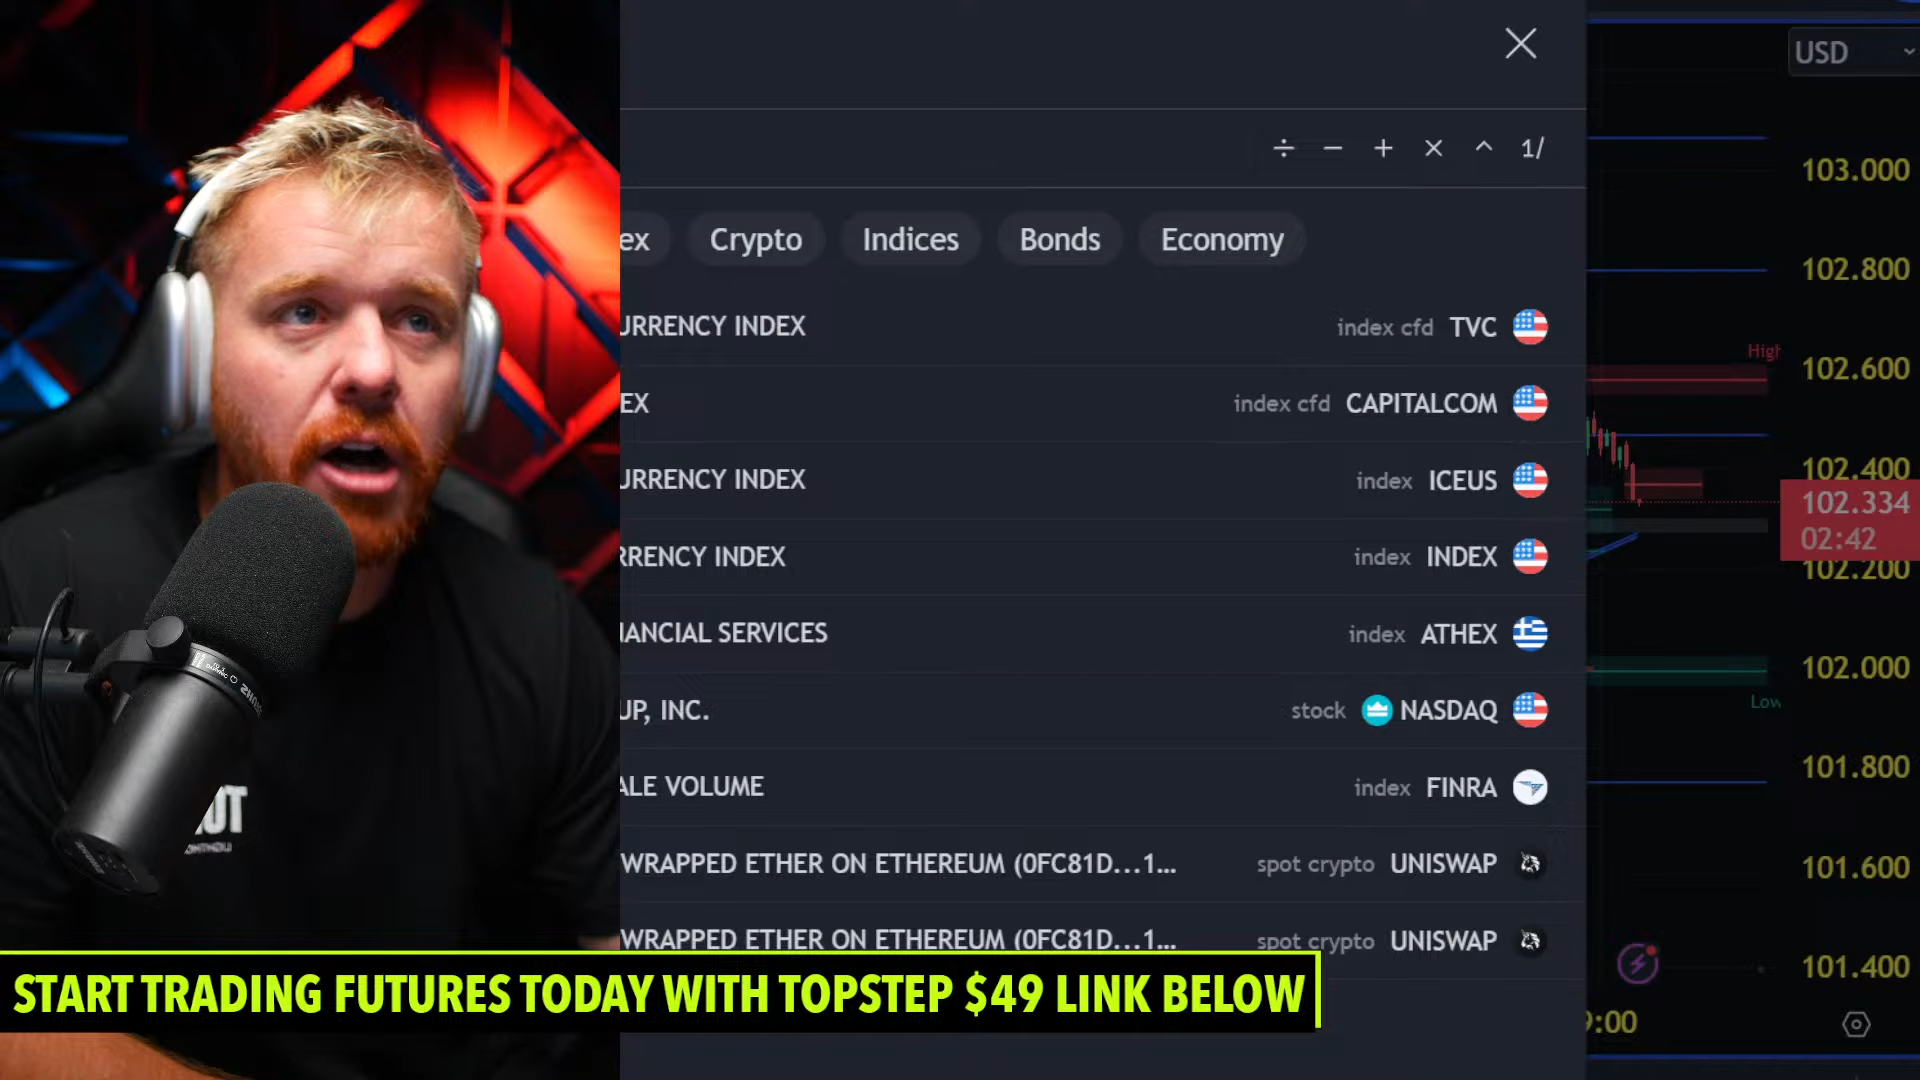 USD
÷ − + × ^ 1/
ex Crypto Indices Bonds Economy
URRENCY INDEX index cfd TVC
EX index cfd CAPITALCOM
URRENCY INDEX index ICEUS
RRENCY INDEX index INDEX
NANCIAL SERVICES index ATHEX
UP, INC. stock NASDAQ
ALE VOLUME index FINRA
WRAPPED ETHER ON ETHEREUM (0FC81D...1... spot crypto UNISWAP
WRAPPED ETHER ON ETHEREUM (0FC81D...1... spot crypto UNISWAP
103.000
102.800
High
102.600
102.400
102.334
02:42
102.200
102.000
Low
101.800
101.600
101.400
9:00
START TRADING FUTURES TODAY WITH TOPSTEP $49 LINK BELOW